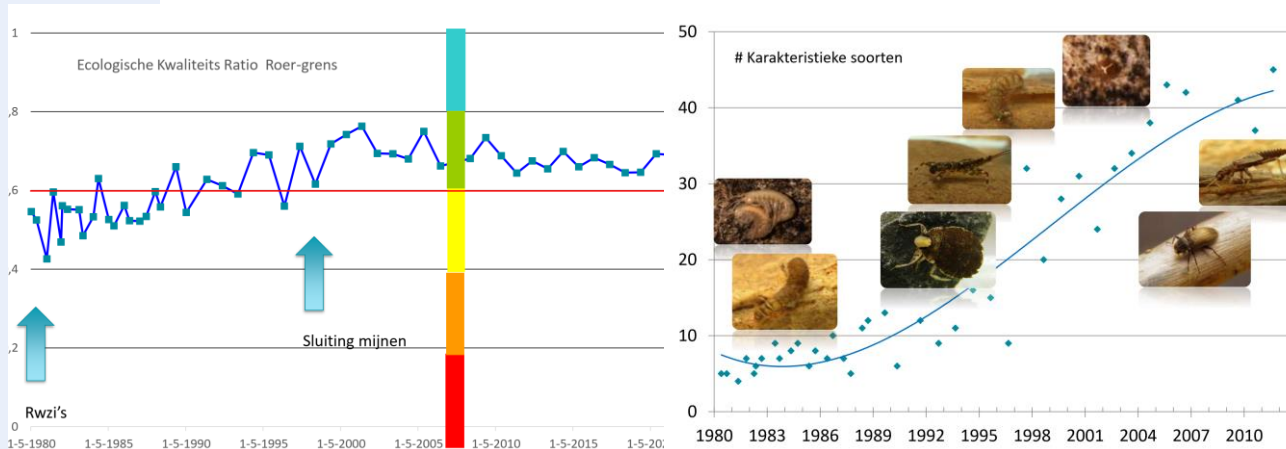 1
Ecologische Kwaliteits Ratio Roer-grens
,8
,6
,4
Sluiting mijnen
,2
Rwzi's
0
1-5-1980 1-5-1985 1-5-1990 1-5-1995 1-5-2000 1-5-2005 1-5-2010 1-5-2015 1-5-20
50
# Karakteristieke soorten
40
30
20
10
0
1980 1983 1986 1989 1992 1995 1998 2001 2004 2007 2010